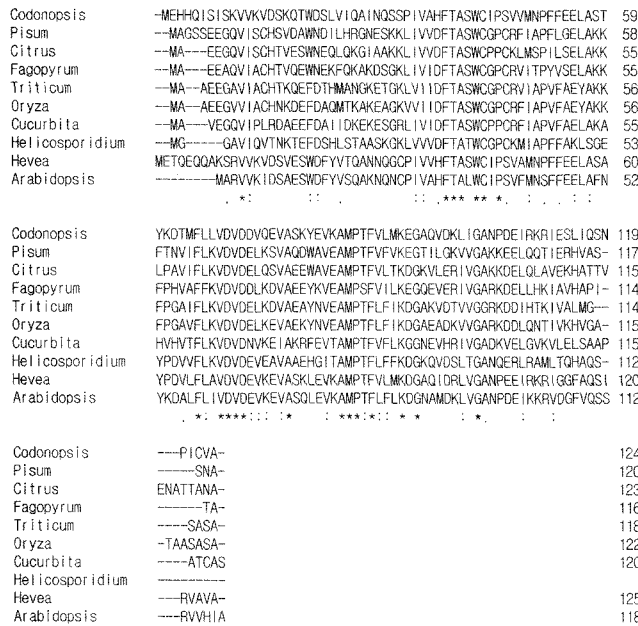 Codonopsis --MEHHQISISKVVKVDSKQTWDSLVIQAINQSSPIVAHFTASWCIPSVVMNPFFEELAST 59
Pisum ---MAGSSEEGQVISCHSVDAWNDILHRGNESKKLIVVDFTASWCGPCRFIAPFLGELAKK 58
Citrus ---MA---EEGQVIGCHTVESWNEQLQKGIAAKKLIVVDFTASWCPPCKLMSPILSELAKK 55
Fagopyrum ---MA---EEAQVIACHTVQEWNEKFQKAKDSGKLIVIDFTASWCGPCRVITPYVSELAKK 55
Triticum ---MA--AEEGAVIACHTKQEFDTHMANGKETGKLVIIDFTASWCGPCRVIAPVFAEYAKK 56
Oryza ---MA--AEEGVVIACHNKDEFDAQMTKAKEAGKVVIIDFTASWCGPCRFIAPVFAEYAKK 56
Cucurbita ---MA---VEGQVIPLRDAEEFDAIIDKEKESGRLIVIDFTASWCPPCRFIAPVFAELAKA 55
Helicosporidium ---MG-----GAVIQVTNKTEFDSHLSTAASKGKLVIVDFTATWCGPCKMIAPFFAKLSGE 53
Hevea METQEQQAKSRVVKVDSVESWDFYVTQANNQGCPIVVHFTASWCIPSVAMNPFFEELASA 60
Arabidopsis --------MARVVKIDSAESWDFYVSQAKNQNCPIVAHFTALWCIPSVFMNSFFEELAFN 52
. *: :: :. . .***.** *. : : .
Codonopsis YKDTMFLLVDVDDVQEVASKYEVKAMPTFVLMKEGAQVDKLIGANPDEIRKRIESLIQSN 119
Pisum FTNVIFLKVDVDELKSVAQDWAVEAMPTFVFVKEGTILGKVVGAKKEELQQTIERHVAS- 117
Citrus LPAVIFLKVDVDELQSVAEEWAVEAMPTFVLTKDGKVLERIVGAKKDELQLAVEKHATTV 115
Fagopyrum FPHVAFFKVDVDDLKDVAEEYKVEAMPSFVILKEGQEVERIVGARKDELLHKIAVHAPI- 114
Triticum FPGAIFLKVDVDELKDVAEAYNVEAMPTFLFIKDGAKVDTVVGGRKDDIHTKIVALMG-- 114
Oryza FPGAVFLKVDVDELKEVAEKYNVEAMPTFLFIKDGAEADKVVGARKDDLQNTIVKHVGA- 115
Cucurbita HVHVTFFKVDVDNVKEIAKRFEVTAMPTFVFLKGGNEVHRIVGADKVELGVKVLELSAAP 115
Helicosporidium YPDVVFLKVDVDEVEAVAAEHGITAMPTFLFFKDGKQVDSLTGANQERLRAMLTQHAQS- 112
Hevea YPDVLFLAVDVDEVKEVASKLEVKAMPTFVLMKDGAQIDRLVGANPEEIRKRIGGFAQSI 120
Arabidopsis YKDALFLIVDVDEVKEVASQLEVKAMPTFLFLKDGNAMDKLVGANPDEIKKRVDGFVQSS 112
. *: ****::: :* : ***:*:: * * : *. : :
Codonopsis ---PICVA- 124
Pisum -----SNA- 120
Citrus ENATTANA- 123
Fagopyrum ------TA- 116
Triticum ----SASA- 118
Oryza -TAASASA- 122
Cucurbita ----ATCAS 120
Helicosporidium ---------
Hevea ---RVAVA- 125
Arabidopsis ---RVVHIA 118